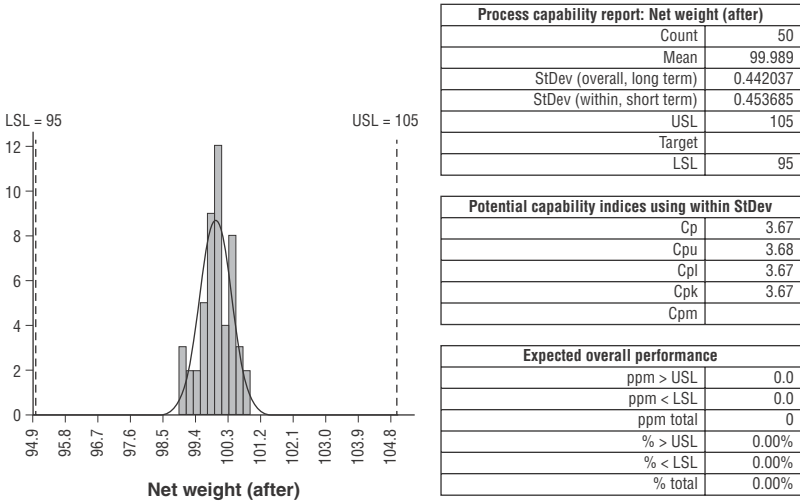 LSL = 95
USL = 105
12
10
8
6
4
2
0
94.9
95.8
96.7
97.6
98.5
99.4
100.3
101.2
102.1
103.0
103.9
104.8
Net weight (after)
Process capability report: Net weight (after)
Count 50
Mean 99.989
StDev (overall, long term) 0.442037
StDev (within, short term) 0.453685
USL 105
Target
LSL 95
Potential capability indices using within StDev
Cp 3.67
Cpu 3.68
Cpl 3.67
Cpk 3.67
Cpm
Expected overall performance
ppm > USL 0.0
ppm < LSL 0.0
ppm total 0
% > USL 0.00%
% < LSL 0.00%
% total 0.00%